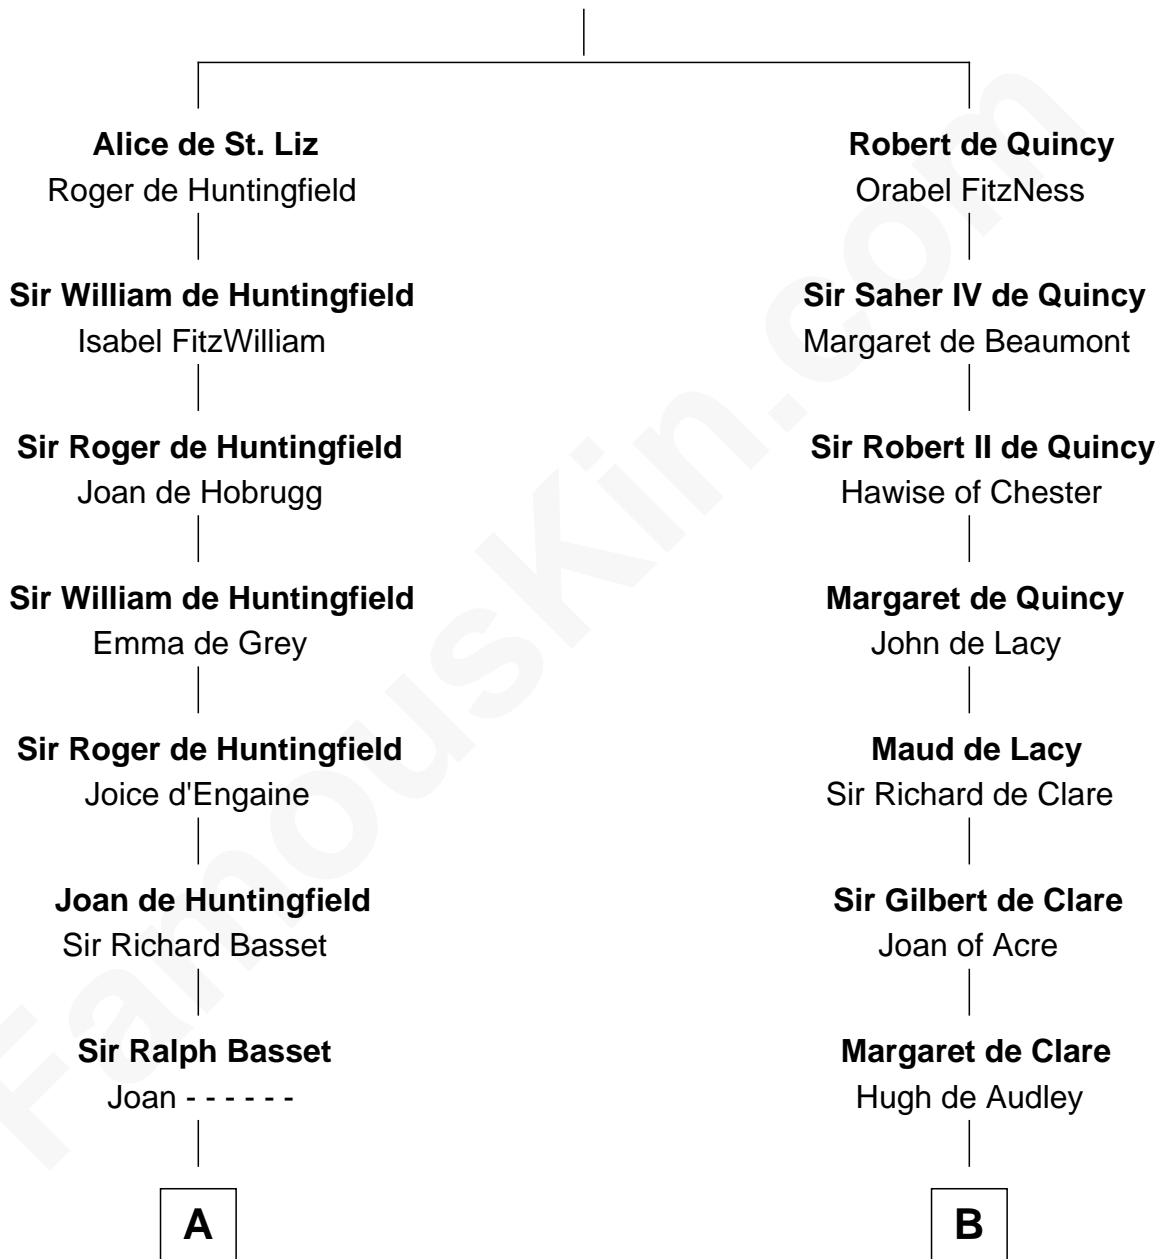 Alice de St. Liz
Roger de Huntingfield
Sir William de Huntingfield
Isabel FitzWilliam
Sir Roger de Huntingfield
Joan de Hobrugg
Sir William de Huntingfield
Emma de Grey
Sir Roger de Huntingfield
Joice d'Engaine
Joan de Huntingfield
Sir Richard Basset
Sir Ralph Basset
Joan - - - - - -
A
Robert de Quincy
Orabel FitzNess
Sir Saher IV de Quincy
Margaret de Beaumont
Sir Robert II de Quincy
Hawise of Chester
Margaret de Quincy
John de Lacy
Maud de Lacy
Sir Richard de Clare
Sir Gilbert de Clare
Joan of Acre
Margaret de Clare
Hugh de Audley
B
FamousKin.com